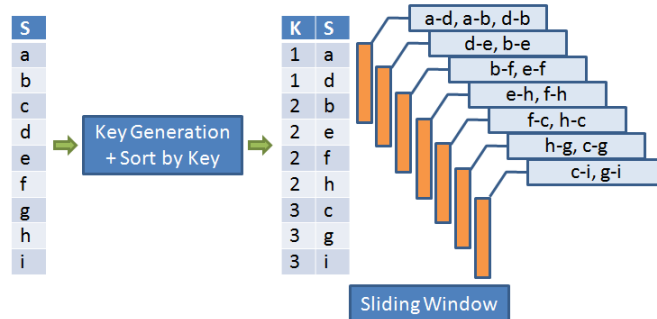 S
a
b
c
d
e
f
g
h
i
Key Generation
+ Sort by Key
K S
1 a
1 d
2 b
2 e
2 f
2 h
3 c
3 g
3 i
a-d, a-b, d-b
d-e, b-e
b-f, e-f
e-h, f-h
f-c, h-c
h-g, c-g
c-i, g-i
Sliding Window